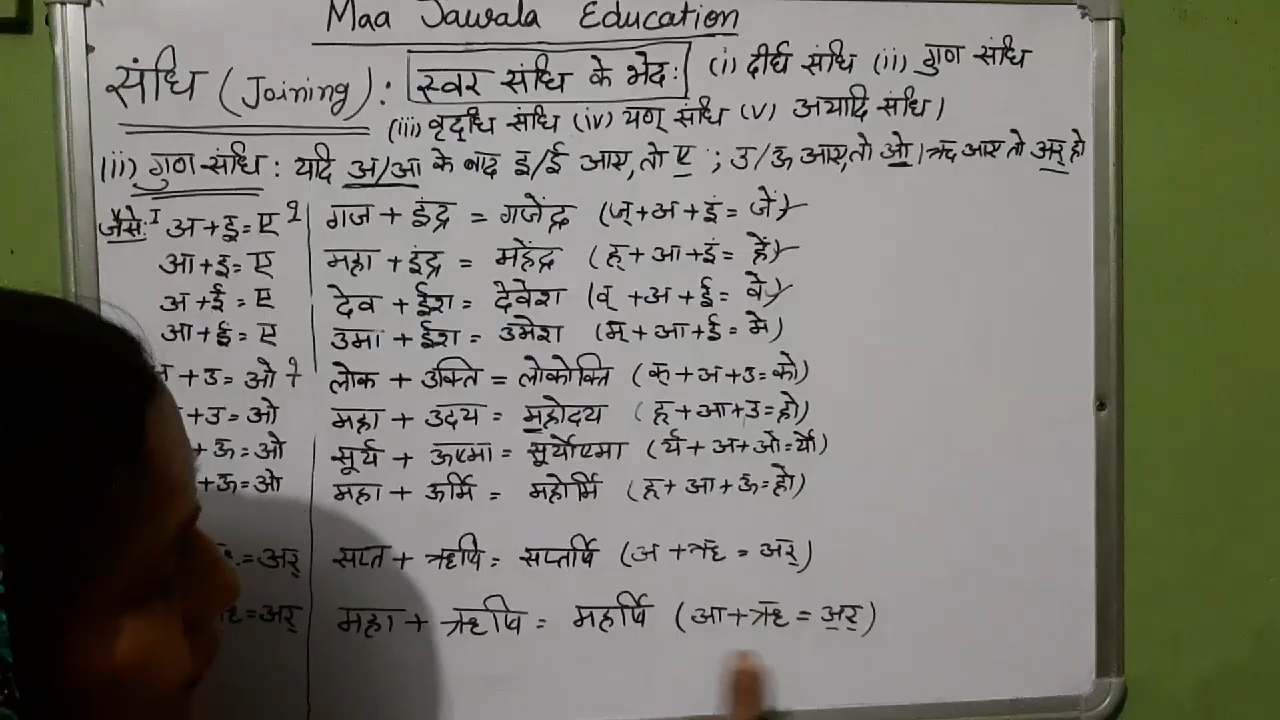 Maa Jawala Education
संधि (Joining): स्वर संधि के भेदः (i) दीर्घ संधि (ii) गुण संधि
(iii) वृद्धि संधि (iv) यण् संधि (v) अयादि संधि।
(ii) गुण संधि: यदि अ/आ के बाद इ/ई आए, तो ए ; उ/ऊ आए, तो ओ। ऋ आए तो अर् हो
जैसे: I अ+इ=ए गज + इंद्र = गजेंद्र (ज्+अ+इं= जें)
आ+इ=ए महा + इंद्र = महेंद्र (ह्+आ+इं= हें)
अ+ई=ए देव + ईश = देवेश (व्+अ+ई= वे)
आ+ई=ए उमा + ईश = उमेश (म्+आ+ई= मे)
+उ=ओ लोक + उक्ति = लोकोक्ति (क्+अ+उ=को)
+उ=ओ महा + उदय = महोदय (ह्+आ+उ=हो)
+ऊ=ओ सूर्य + ऊष्मा = सूर्योष्मा (र्य+अ+ओ=र्यो)
+ऊ=ओ महा + ऊर्मि = महोर्मि (ह्+आ+ऊ=हो)
=अर् सप्त + ऋषि = सप्तर्षि (अ+ऋ = अर्)
ऋ=अर् महा + ऋषि = महर्षि (आ+ऋ = अर्)